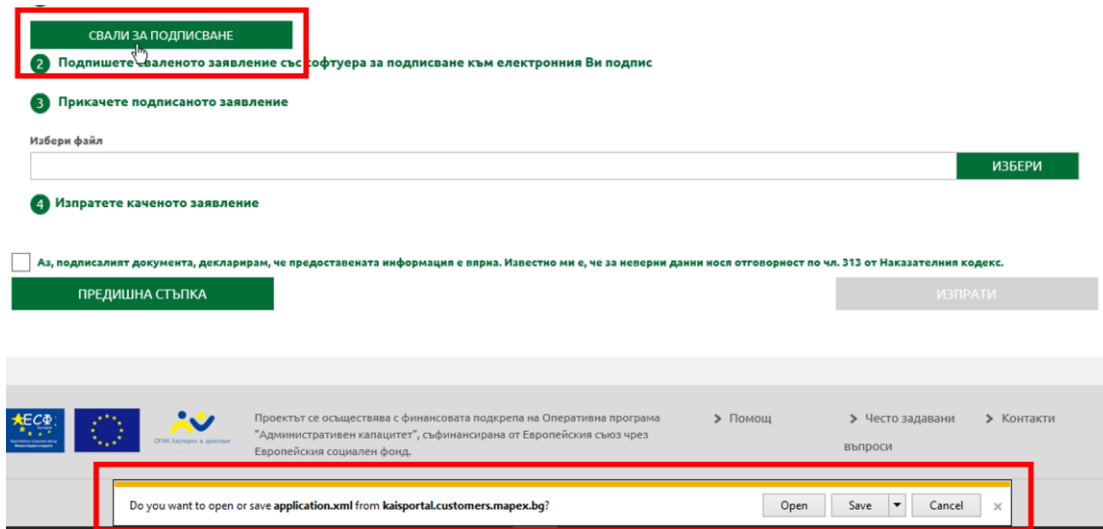 СВАЛИ ЗА ПОДПИСВАНЕ
2 Подпишете сваленото заявление със софтуера за подписване към електронния Ви подпис
3 Прикачете подписаното заявление
Избери файл
ИЗБЕРИ
4 Изпратете каченото заявление
Аз, подписалият документа, декларирам, че предоставената информация е вярна. Известно ми е, че за неверни данни нося отговорност по чл. 313 от Наказателния кодекс.
ПРЕДИШНА СТЪПКА
ИЗПРАТИ
ЕСФ
ОПАК. Експерти в действие
Проектът се осъществява с финансовата подкрепа на Оперативна програма
"Административен капацитет", съфинансирана от Европейския съюз чрез
Европейския социален фонд.
Помощ
Често задавани
въпроси
Контакти
Do you want to open or save application.xml from kaisportal.customers.mapex.bg?
Open
Save
Cancel